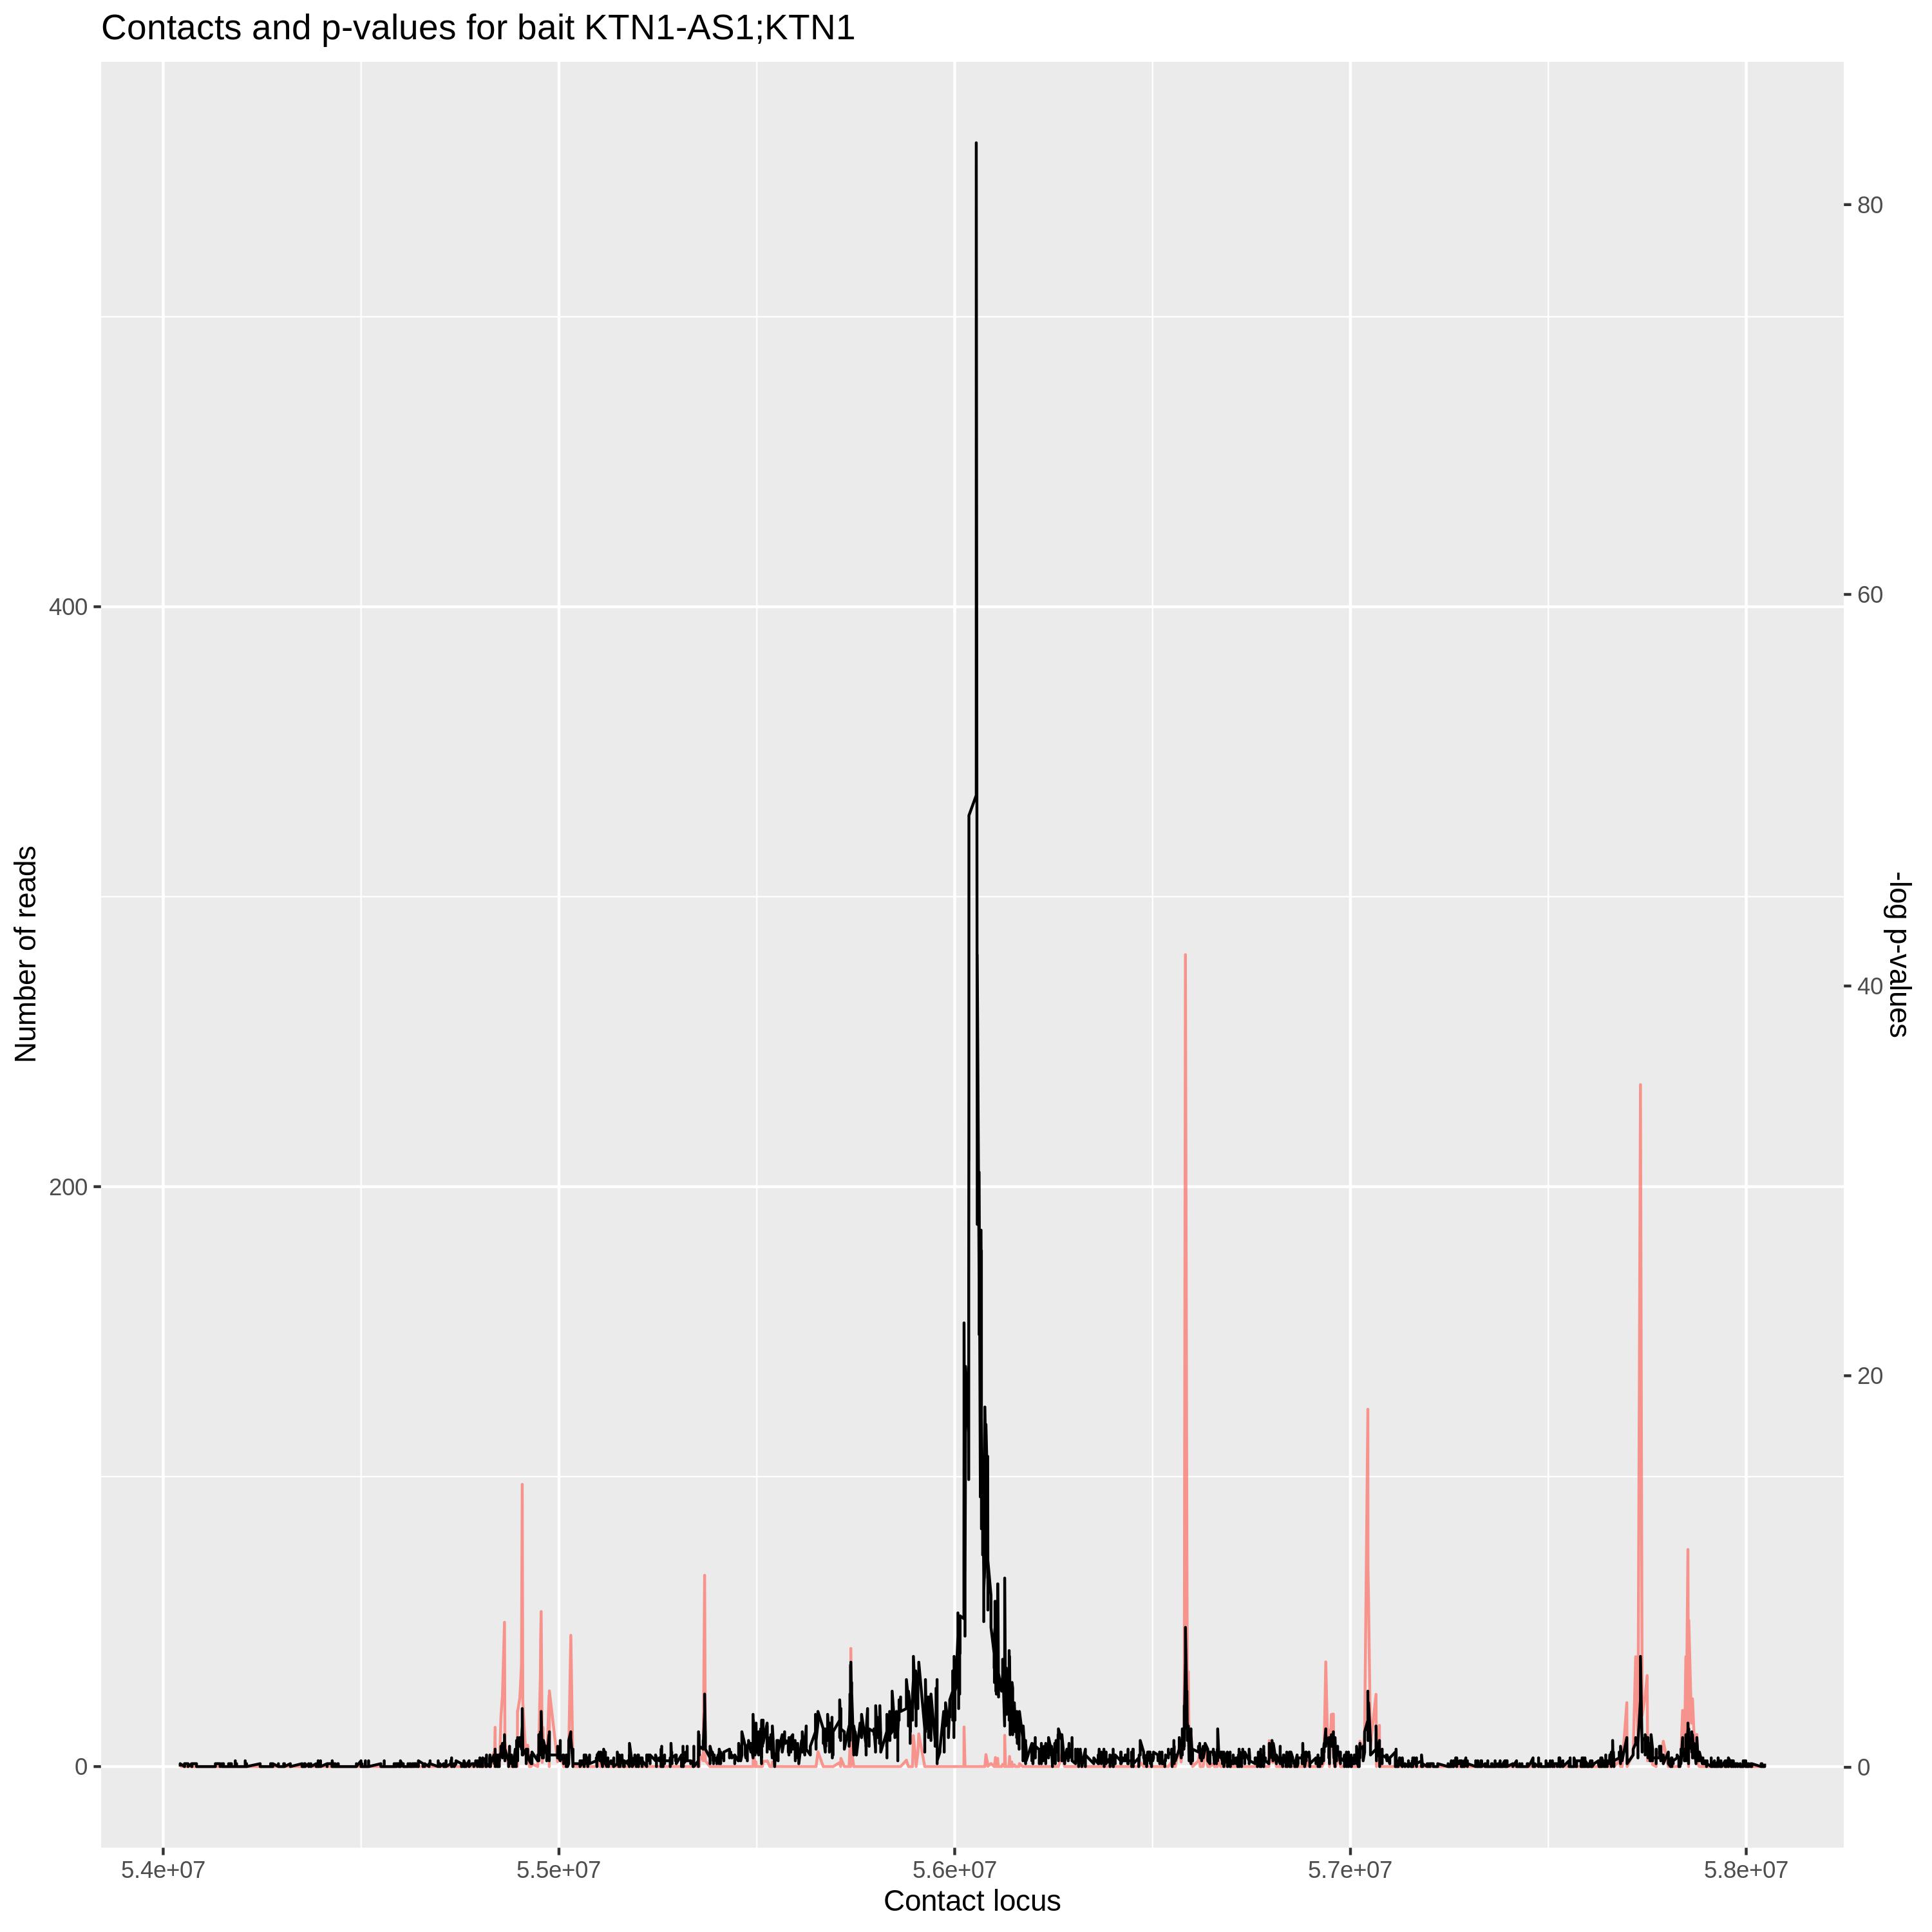 Contacts and p-values for bait KTN1-AS1;KTN1
80
60
40
20
0
400
200
0
Number of reads
-log p-values
5.4e+07
5.5e+07
5.6e+07
5.7e+07
5.8e+07
Contact locus